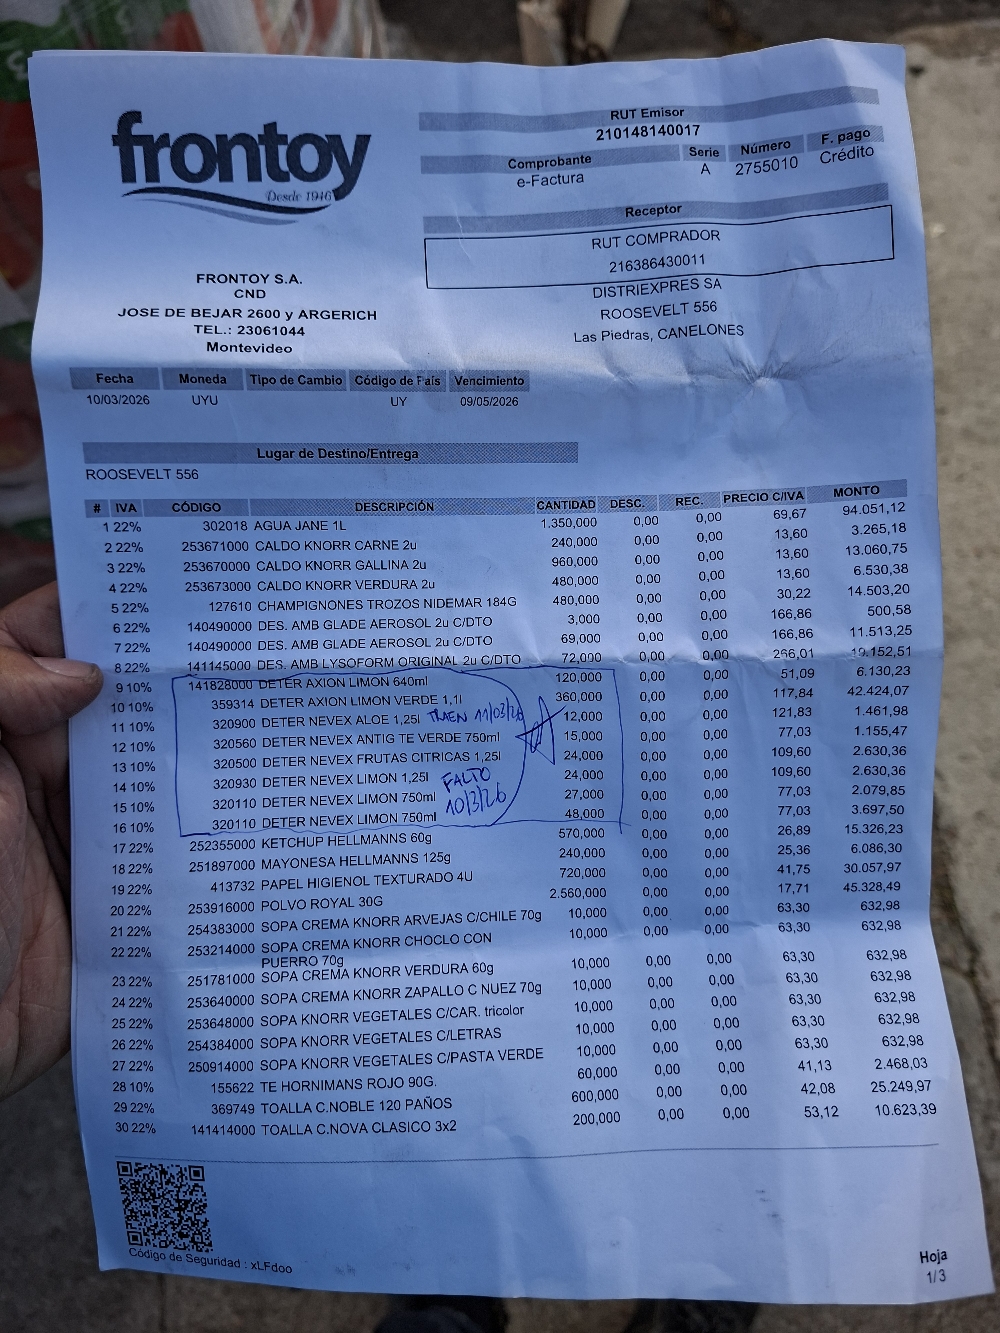 frontoy
Desde 1946
RUT Emisor
210148140017
Comprobante Serie Número F. pago
e-Factura A 2755010 Crédito
Receptor
RUT COMPRADOR
216386430011
DISTRIEXPRES SA
ROOSEVELT 556
Las Piedras, CANELONES
FRONTOY S.A.
CND
JOSE DE BEJAR 2600 y ARGERICH
TEL.: 23061044
Montevideo
Fecha Moneda Tipo de Cambio Código de País Vencimiento
10/03/2026 UYU UY 09/05/2026
Lugar de Destino/Entrega
ROOSEVELT 556
# IVA CÓDIGO DESCRIPCIÓN CANTIDAD DESC. REC. PRECIO C/IVA MONTO
1 22% 302018 AGUA JANE 1L 1.350,000 0,00 0,00 69,67 94.051,12
2 22% 253671000 CALDO KNORR CARNE 2u 240,000 0,00 0,00 13,60 3.265,18
3 22% 253670000 CALDO KNORR GALLINA 2u 960,000 0,00 0,00 13,60 13.060,75
4 22% 253673000 CALDO KNORR VERDURA 2u 480,000 0,00 0,00 13,60 6.530,38
5 22% 127610 CHAMPIGNONES TROZOS NIDEMAR 184G 480,000 0,00 0,00 30,22 14.503,20
6 22% 140490000 DES. AMB GLADE AEROSOL 2u C/DTO 3,000 0,00 0,00 166,86 500,58
7 22% 140490000 DES. AMB GLADE AEROSOL 2u C/DTO 69,000 0,00 0,00 166,86 11.513,25
8 22% 141145000 DES. AMB LYSOFORM ORIGINAL 2u C/DTO 72,000 0,00 0,00 266,01 19.152,51
9 10% 141828000 DETER AXION LIMON 640ml 120,000 0,00 0,00 51,09 6.130,23
10 10% 359314 DETER AXION LIMON VERDE 1,1l 360,000 0,00 0,00 117,84 42.424,07
11 10% 320900 DETER NEVEX ALOE 1,25l TRAEN 11/03/26 12,000 0,00 0,00 121,83 1.461,98
12 10% 320560 DETER NEVEX ANTIG TE VERDE 750ml 15,000 0,00 0,00 77,03 1.155,47
13 10% 320500 DETER NEVEX FRUTAS CITRICAS 1,25l 24,000 0,00 0,00 109,60 2.630,36
14 10% 320930 DETER NEVEX LIMON 1,25l FALTO 24,000 0,00 0,00 109,60 2.630,36
15 10% 320110 DETER NEVEX LIMON 750ml 10/3/26 27,000 0,00 0,00 77,03 2.079,85
16 10% 320110 DETER NEVEX LIMON 750ml 48,000 0,00 0,00 77,03 3.697,50
17 22% 252355000 KETCHUP HELLMANNS 60g 570,000 0,00 0,00 26,89 15.326,23
18 22% 251897000 MAYONESA HELLMANNS 125g 240,000 0,00 0,00 25,36 6.086,30
19 22% 413732 PAPEL HIGIENOL TEXTURADO 4U 720,000 0,00 0,00 41,75 30.057,97
20 22% 253916000 POLVO ROYAL 30G 2.560,000 0,00 0,00 17,71 45.328,49
21 22% 254383000 SOPA CREMA KNORR ARVEJAS C/CHILE 70g 10,000 0,00 0,00 63,30 632,98
22 22% 253214000 SOPA CREMA KNORR CHOCLO CON 10,000 0,00 0,00 63,30 632,98
PUERRO 70g
23 22% 251781000 SOPA CREMA KNORR VERDURA 60g 10,000 0,00 0,00 63,30 632,98
24 22% 253640000 SOPA CREMA KNORR ZAPALLO C NUEZ 70g 10,000 0,00 0,00 63,30 632,98
25 22% 253648000 SOPA KNORR VEGETALES C/CAR. tricolor 10,000 0,00 0,00 63,30 632,98
26 22% 254384000 SOPA KNORR VEGETALES C/LETRAS 10,000 0,00 0,00 63,30 632,98
27 22% 250914000 SOPA KNORR VEGETALES C/PASTA VERDE 10,000 0,00 0,00 63,30 632,98
28 10% 155622 TE HORNIMANS ROJO 90G. 60,000 0,00 0,00 41,13 2.468,03
29 22% 369749 TOALLA C.NOBLE 120 PAÑOS 600,000 0,00 0,00 42,08 25.249,97
30 22% 141414000 TOALLA C.NOVA CLASICO 3x2 200,000 0,00 0,00 53,12 10.623,39
Código de Seguridad : xLFdoo
Hoja
1/3